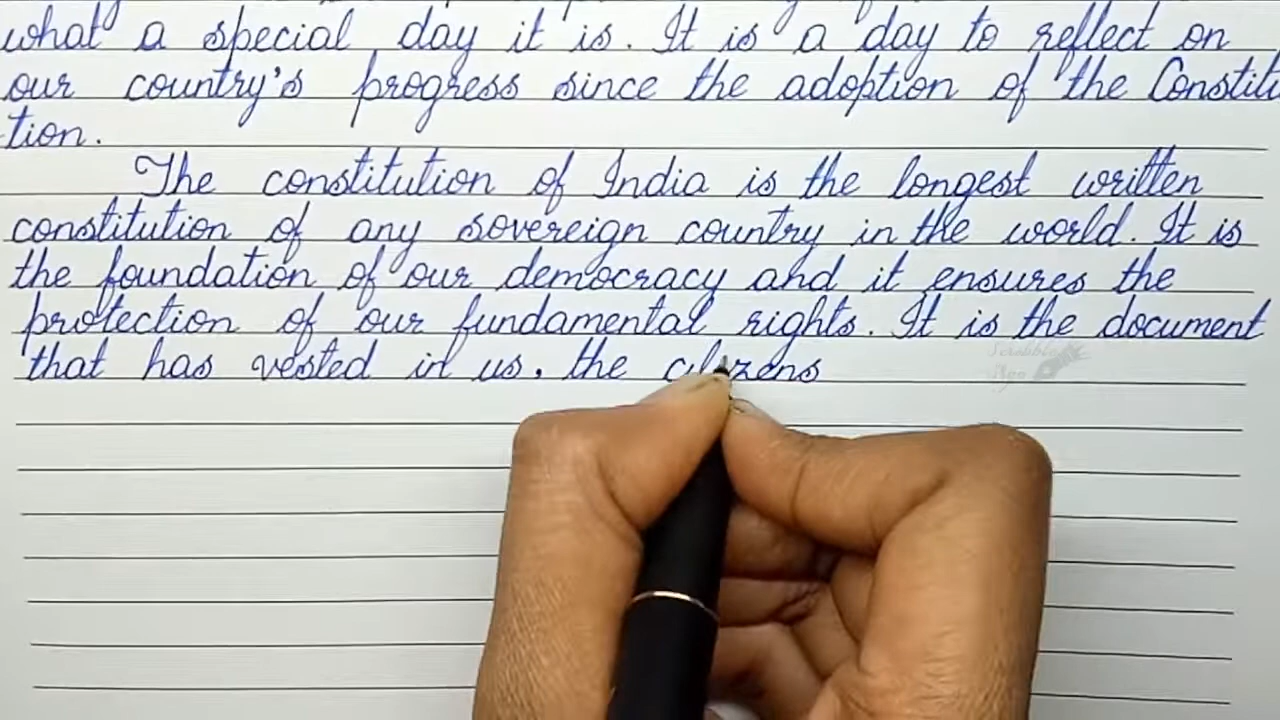 what a special day it is. It is a day to reflect on
our country's progress since the adoption of the Constitu
tion.
The constitution of India is the longest written
constitution of any sovereign country in the world. It is
the foundation of our democracy and it ensures the
protection of our fundamental rights. It is the document
that has vested in us, the citizens